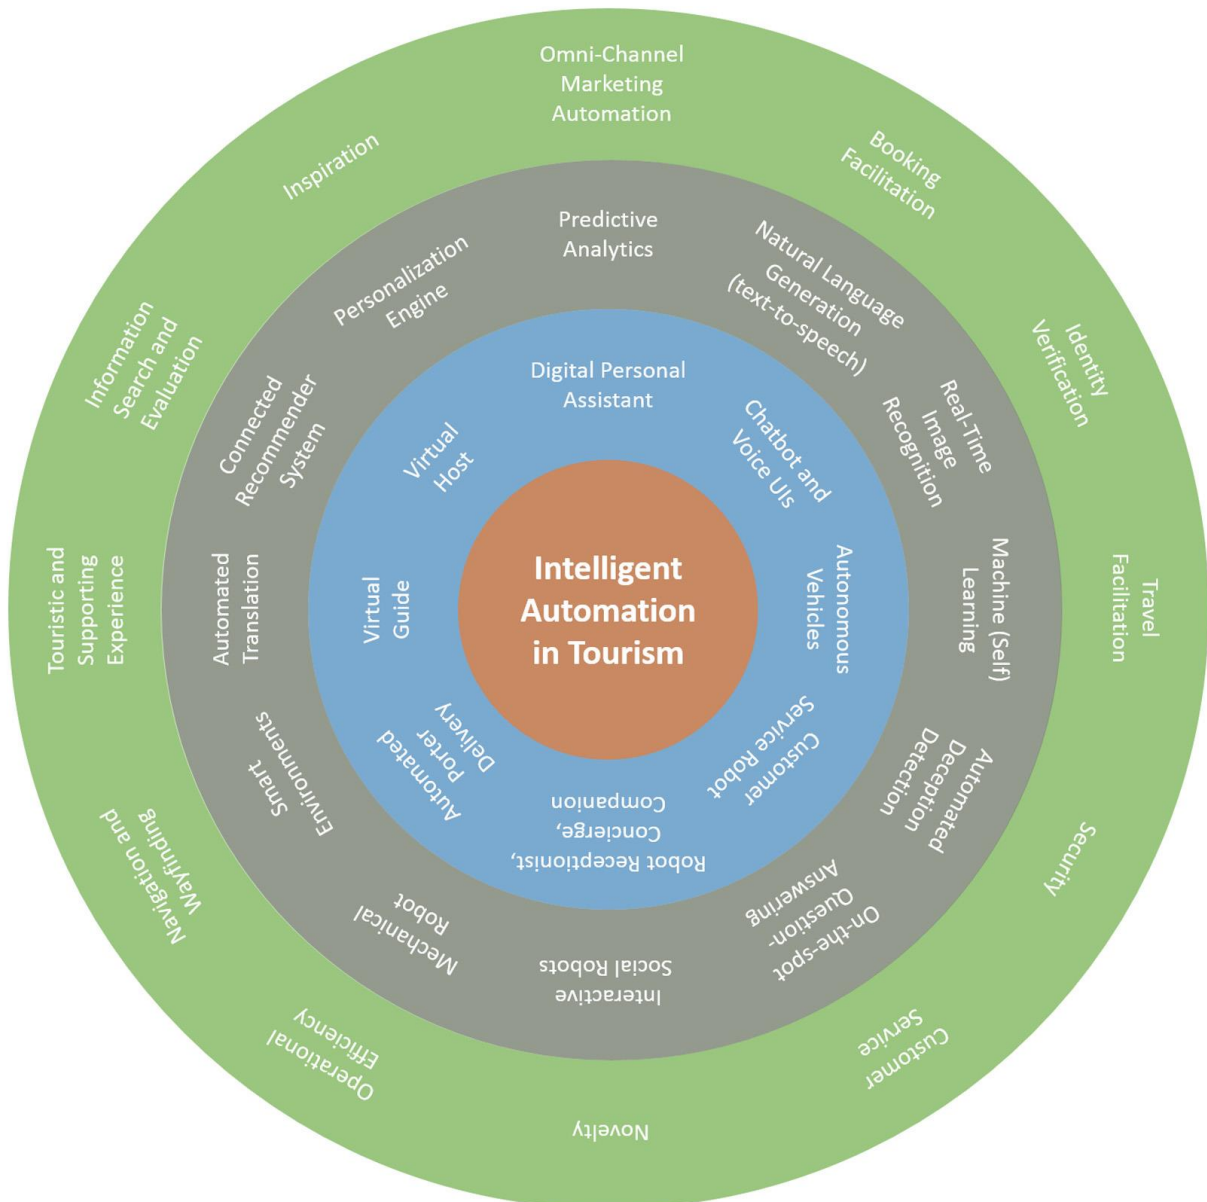 Omni-Channel
Marketing
Automation
Booking
Facilitation
Identity
Verification
Travel
Facilitation
Security
Customer
Service
Novelty
Operational
Efficiency
Navigation and
Wayfinding
Touristic and
Supporting
Experience
Information
Search and
Evaluation
Inspiration
Predictive
Analytics
Natural Language
Generation
(text-to-speech)
Real-Time
Image
Recognition
Machine (Self)
Learning
Automated
Deception
Detection
On-the-spot
Question-
Answering
Interactive
Social Robots
Mechanical
Robot
Smart
Environments
Automated
Translation
Connected
Recommender
System
Personalization
Engine
Digital Personal
Assistant
Chatbot and
Voice UIs
Autonomous
Vehicles
Customer
Service Robot
Robot Receptionist,
Concierge,
Companion
Automated
Porter
Delivery
Virtual
Guide
Virtual
Host
Intelligent
Automation
in Tourism